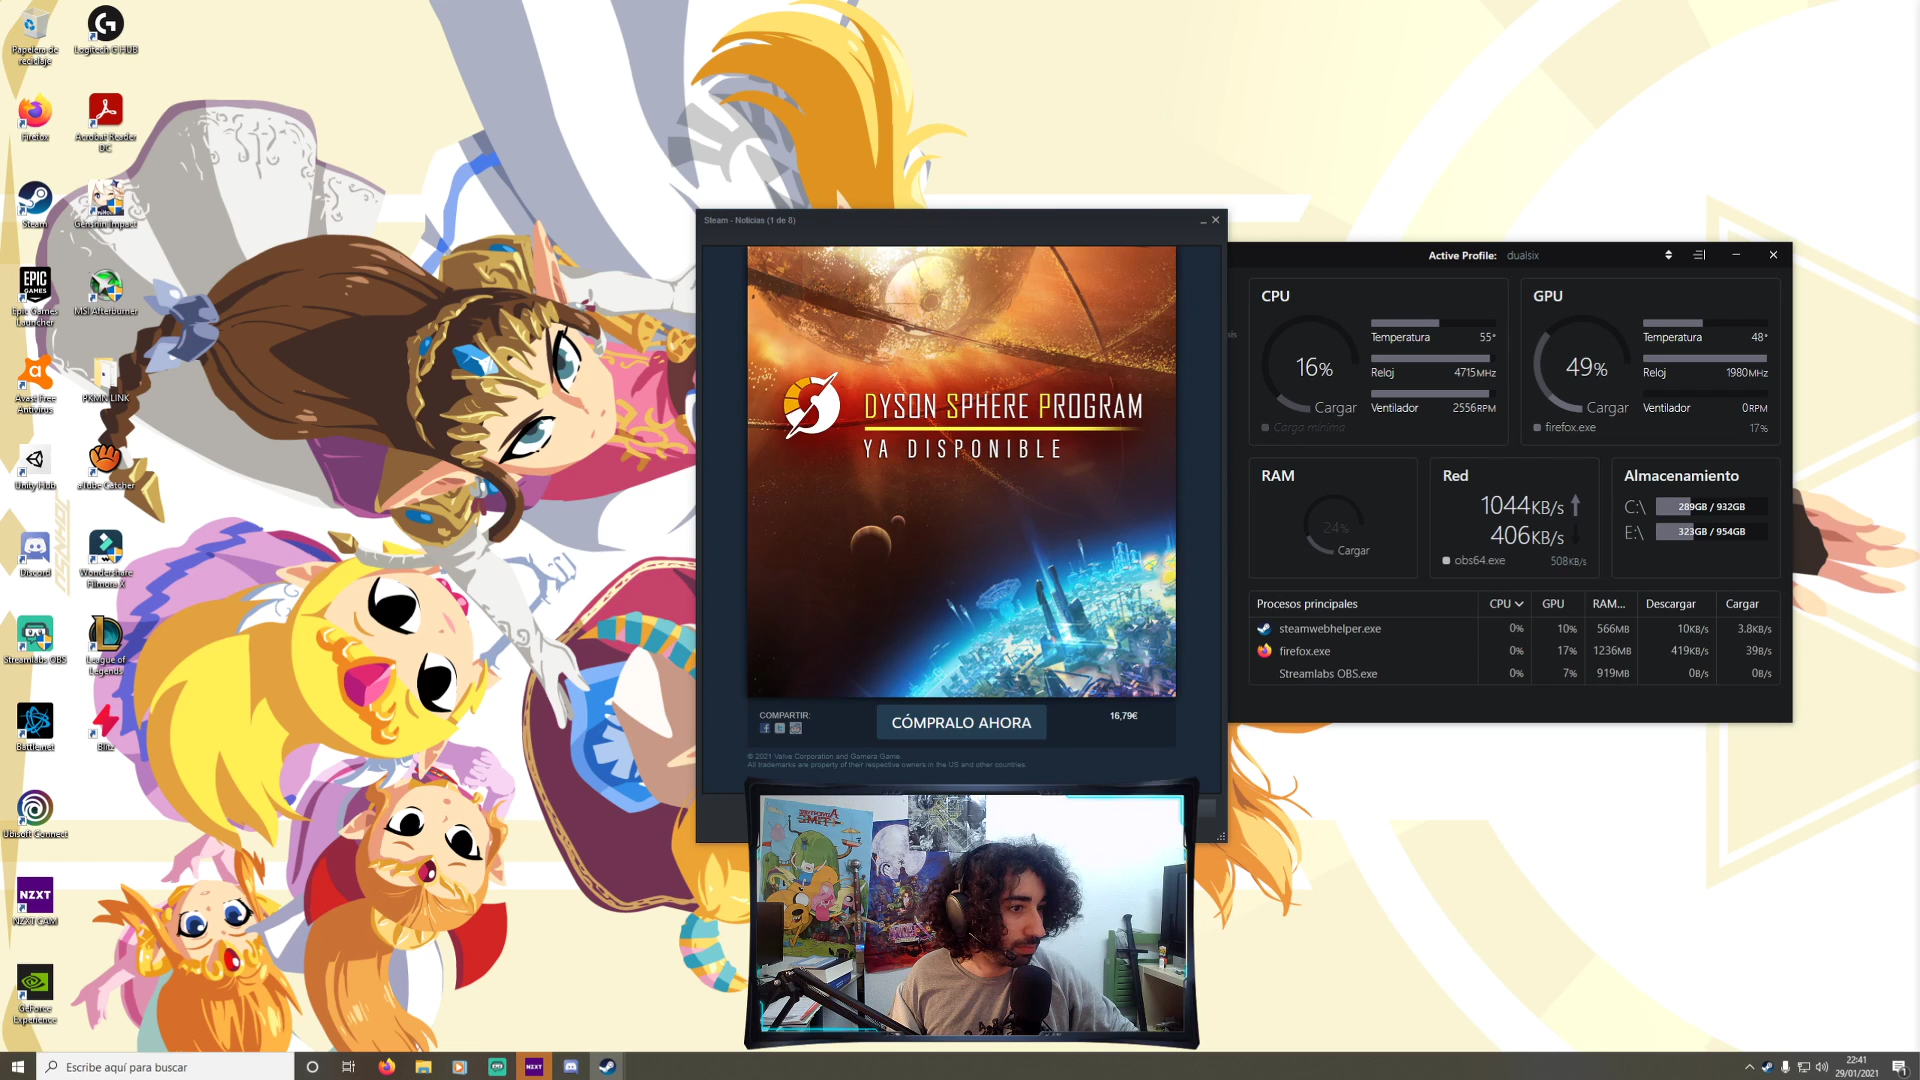 Papelera de
reciclaje
Logitech G HUB
Firefox
Acrobat Reader
DC
Steam
Genshin Impact
EPIC
GAMES
Epic Games
Launcher
MSI Afterburner
Avast Free
Antivirus
PKMN LINK
Unity Hub
aTube Catcher
Discord
Wondershare
Filmora X
Streamlabs OBS
League of
Legends
Battle.net
Blitz
Ubisoft Connect
NZXT
NZXT CAM
GeForce
Experience
Steam - Noticias (1 de 8)
DYSON SPHERE PROGRAM
YA DISPONIBLE
COMPARTIR:
CÓMPRALO AHORA
16,79€
© 2021 Valve Corporation and Gamera Game.
All trademarks are property of their respective owners in the US and other countries.
Active Profile: dualsix
CPU
16%
Cargar
Temperatura 55°
Reloj 4715MHz
Ventilador 2556RPM
Carga mínima
GPU
49%
Cargar
Temperatura 48°
Reloj 1980MHz
Ventilador 0RPM
firefox.exe 17%
RAM
24%
Cargar
Red
1044KB/s
406KB/s
obs64.exe 508KB/s
Almacenamiento
C:\ 289GB / 932GB
E:\ 323GB / 954GB
Procesos principales CPU GPU RAM... Descargar Cargar
steamwebhelper.exe 0% 10% 566MB 10KB/s 3.8KB/s
firefox.exe 0% 17% 1236MB 419KB/s 39B/s
Streamlabs OBS.exe 0% 7% 919MB 0B/s 0B/s
Escribe aquí para buscar
NZXT
22:41
29/01/2021